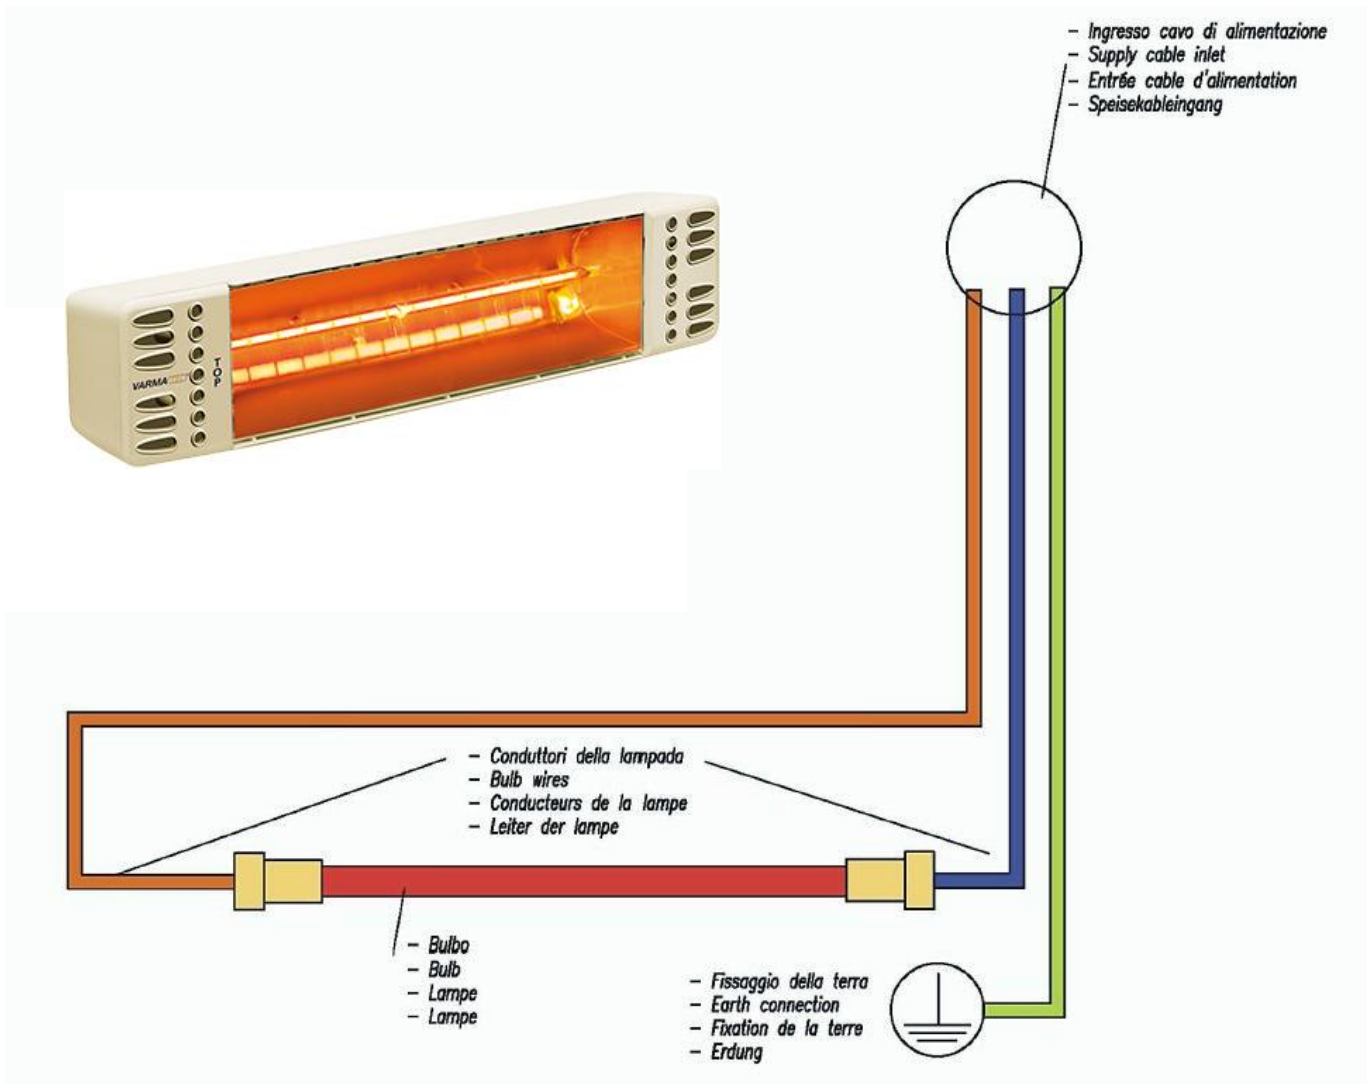 - Ingresso cavo di alimentazione
- Supply cable inlet
- Entrée cable d'alimentation
- Speisekableingang
VARMA
TOP
- Conduttori della lampada
- Bulb wires
- Conducteurs de la lampe
- Leiter der lampe
- Bulbo
- Bulb
- Lampe
- Lampe
- Fissaggio della terra
- Earth connection
- Fixation de la terre
- Erdung